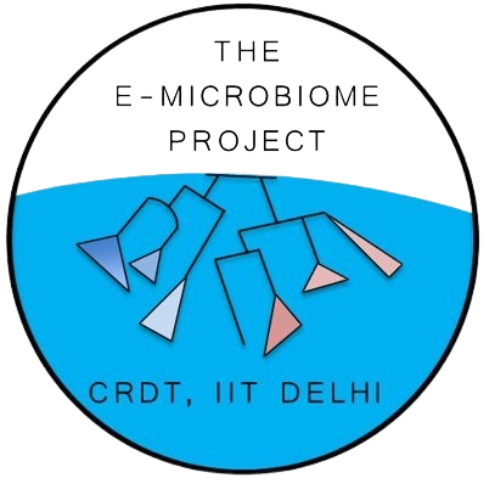 THE
E-MICROBIOME
PROJECT
CRDT, IIT DELHI